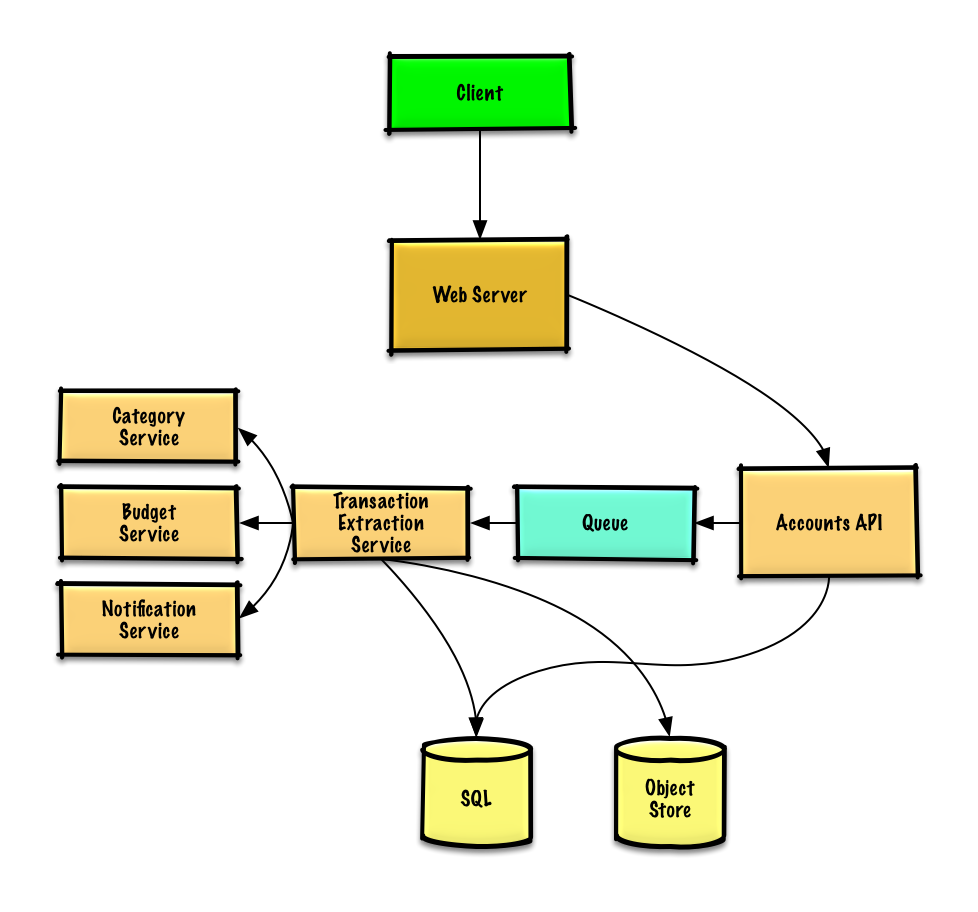 Client
Web Server
Category
Service
Budget
Service
Notification
Service
Transaction
Extraction
Service
Queue
Accounts API
SQL
Object
Store